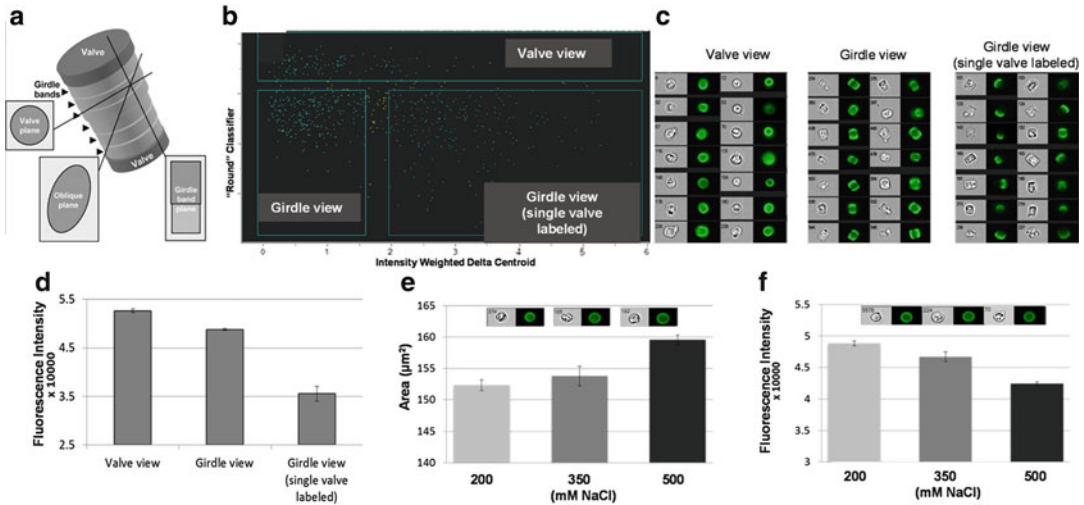 a
Valve
Girdle
bands
Valve
plane
Valve
Oblique
plane
Girdle
band
plane
b
Valve view
"Round" Classifier
Girdle view
Girdle view
(single valve
labeled)
0 1 2 3 4 5 6
Intensity Weighted Delta Centroid
c
Valve view
Girdle view
Girdle view
(single valve labeled)
d
Fluorescence Intensity
x 10000
5.5
4.5
3.5
2.5
Valve view
Girdle view
Girdle view
(single valve
labeled)
e
Area (µm²)
165
160
155
150
145
140
200 350 500
(mM NaCl)
f
Fluorescence Intensity
x 10000
5.5
5
4.5
4
3.5
3
200 350 500
(mM NaCl)